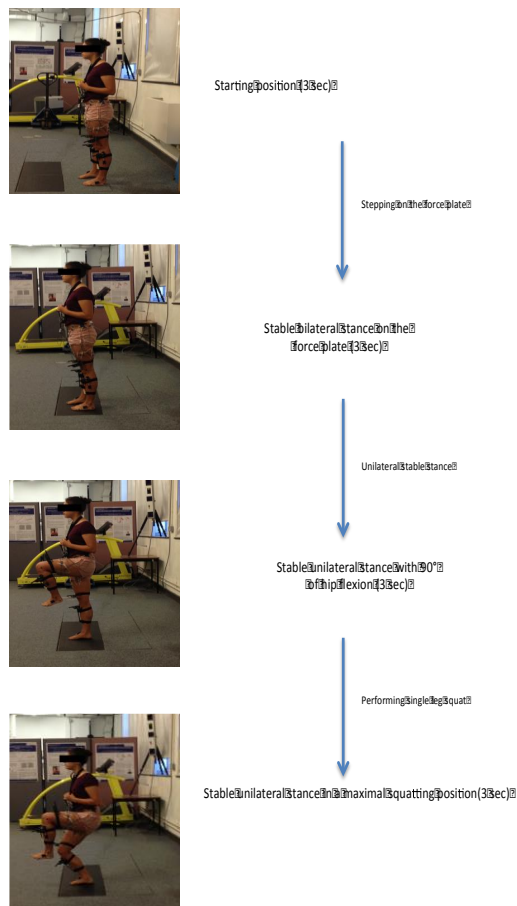 Starting position (3 sec)
Stepping on the force plate
Stable bilateral stance on the
force plate (3 sec)
Unilateral stable stance
Stable unilateral stance with 90°
of hip flexion (3 sec)
Performing single leg squat
Stable unilateral stance in a maximal squatting position (3 sec)